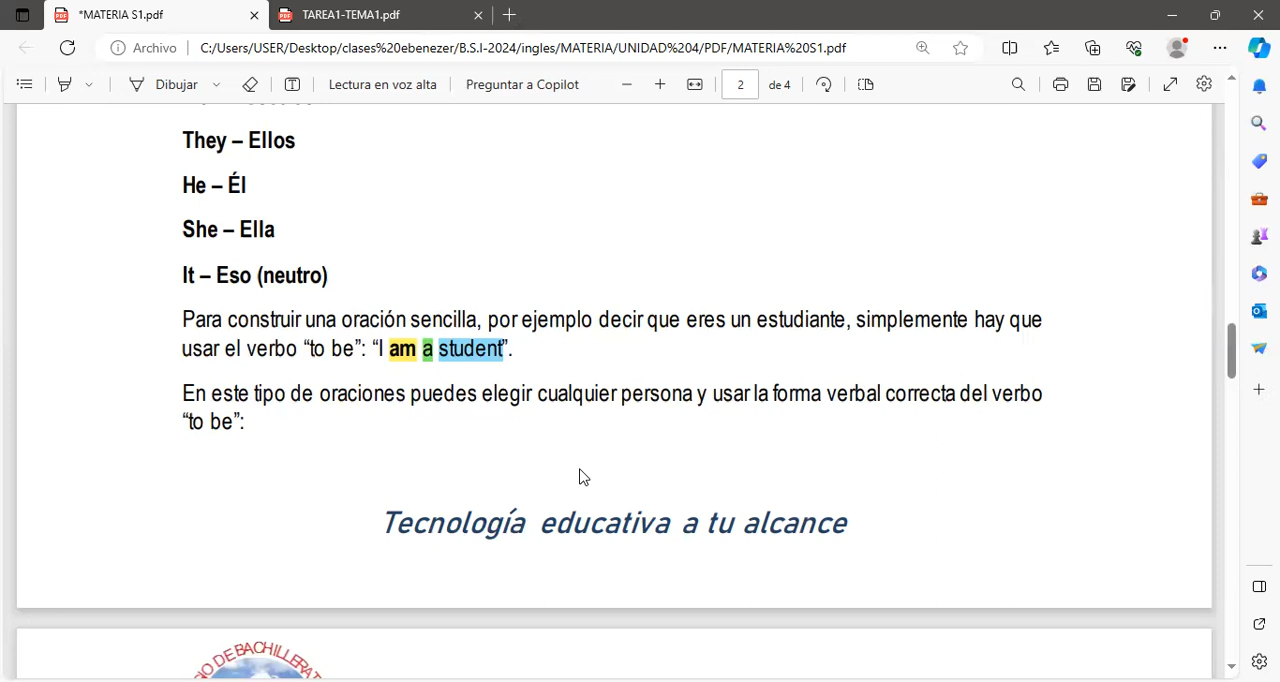 *MATERIA S1.pdf
TAREA1-TEMA1.pdf
Archivo
C:/Users/USER/Desktop/clases%20ebenezer/B.S.I-2024/ingles/MATERIA/UNIDAD%204/PDF/MATERIA%20S1.pdf
Dibujar
Lectura en voz alta
Preguntar a Copilot
2
de 4
They – Ellos
He – Él
She – Ella
It – Eso (neutro)
Para construir una oración sencilla, por ejemplo decir que eres un estudiante, simplemente hay que
usar el verbo “to be”: “I am a student”.
En este tipo de oraciones puedes elegir cualquier persona y usar la forma verbal correcta del verbo
“to be”:
Tecnología educativa a tu alcance